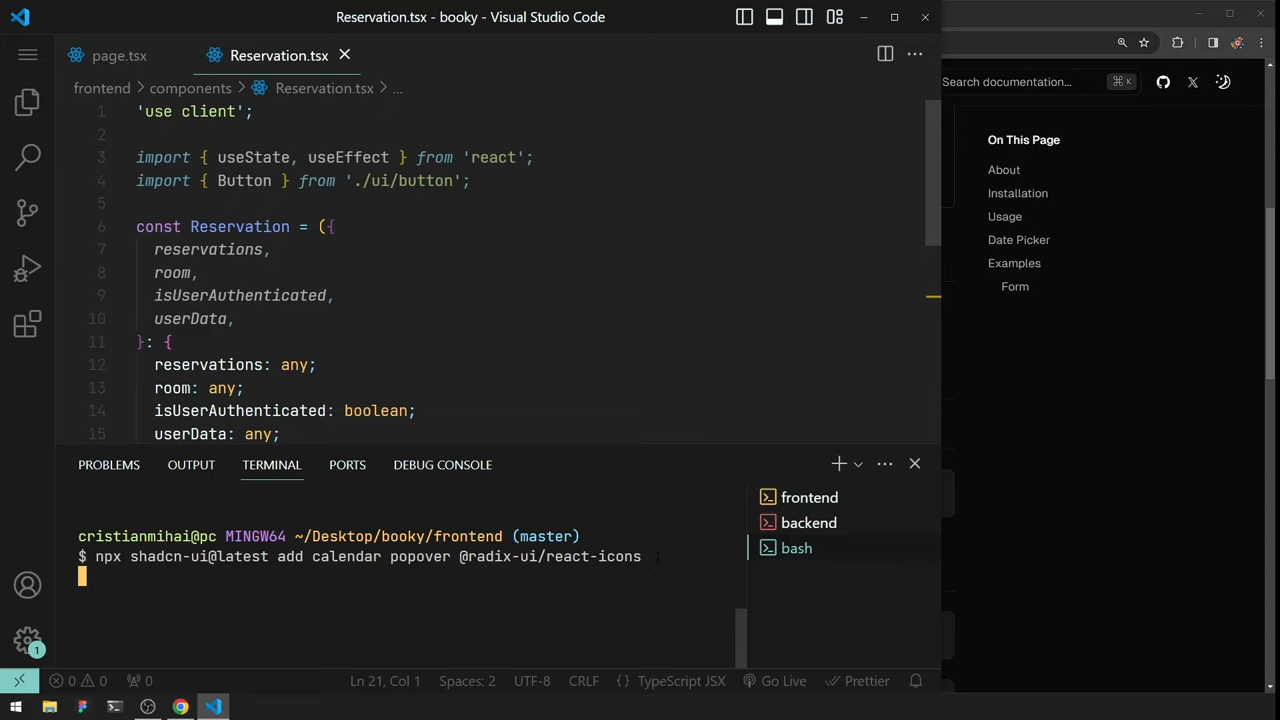 Reservation.tsx - booky - Visual Studio Code
page.tsx
Reservation.tsx
frontend > components > Reservation.tsx > ...
1 'use client';
2
3 import { useState, useEffect } from 'react';
4 import { Button } from './ui/button';
5
6 const Reservation = ({
7 reservations,
8 room,
9 isUserAuthenticated,
10 userData,
11 }: {
12 reservations: any;
13 room: any;
14 isUserAuthenticated: boolean;
15 userData: any;
PROBLEMS OUTPUT TERMINAL PORTS DEBUG CONSOLE
cristianmihai@pc MINGW64 ~/Desktop/booky/frontend (master)
$ npx shadcn-ui@latest add calendar popover @radix-ui/react-icons
frontend
backend
bash
1
0 0 0 Ln 21, Col 1 Spaces: 2 UTF-8 CRLF {} TypeScript JSX Go Live Prettier
Search documentation... ⌘ K
On This Page
About
Installation
Usage
Date Picker
Examples
Form